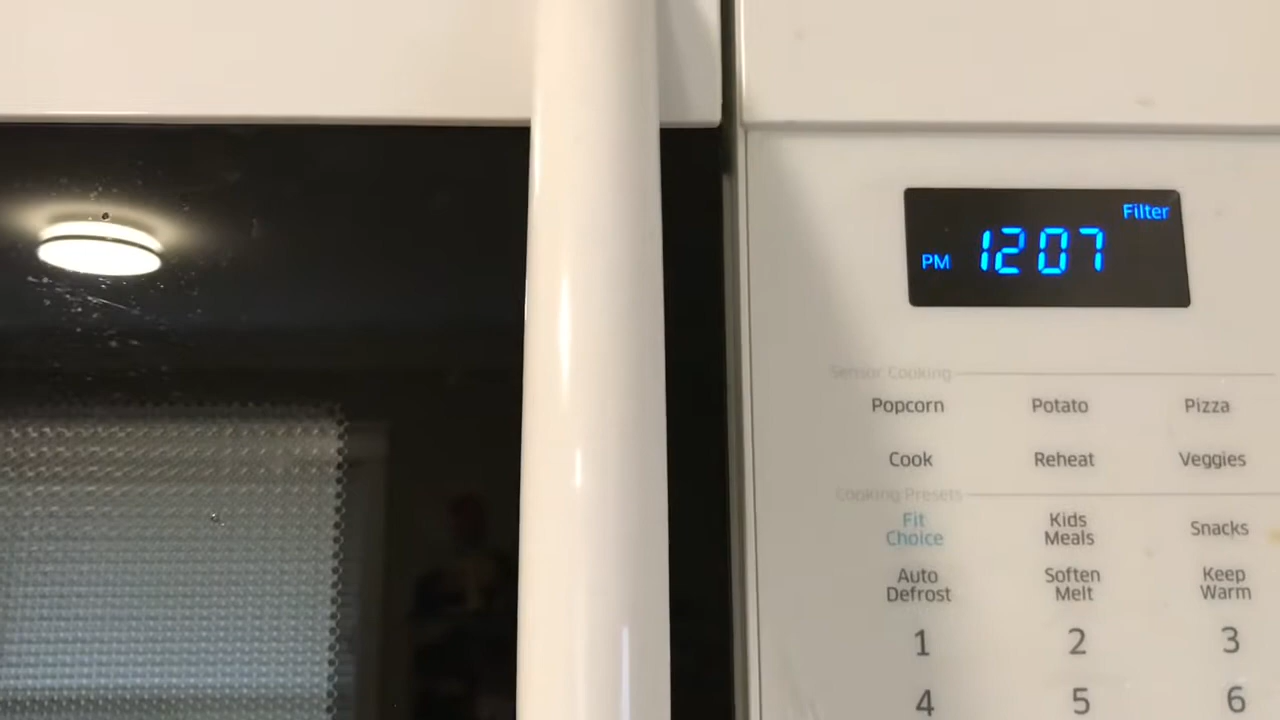 Filter
PM 1207
Sensor Cooking
Popcorn Potato Pizza
Cook Reheat Veggies
Cooking Presets
Fit Choice
Kids Meals
Snacks
Auto Defrost
Soften Melt
Keep Warm
1 2 3
4 5 6